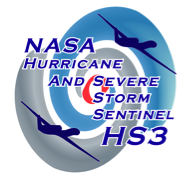 NASA
HURRICANE
AND SEVERE
STORM
SENTINEL
HS3